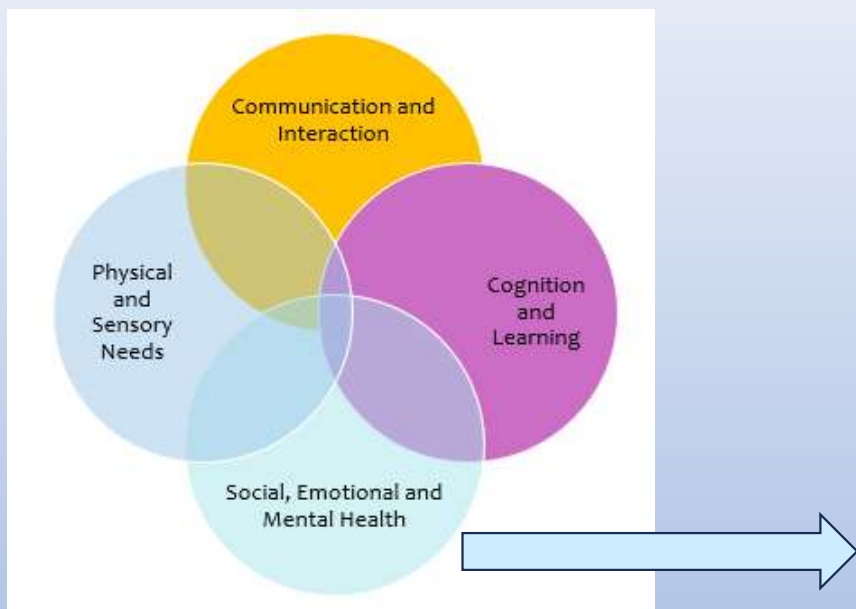 Communication and
Interaction
Physical
and
Sensory
Needs
Cognition
and
Learning
Social, Emotional and
Mental Health